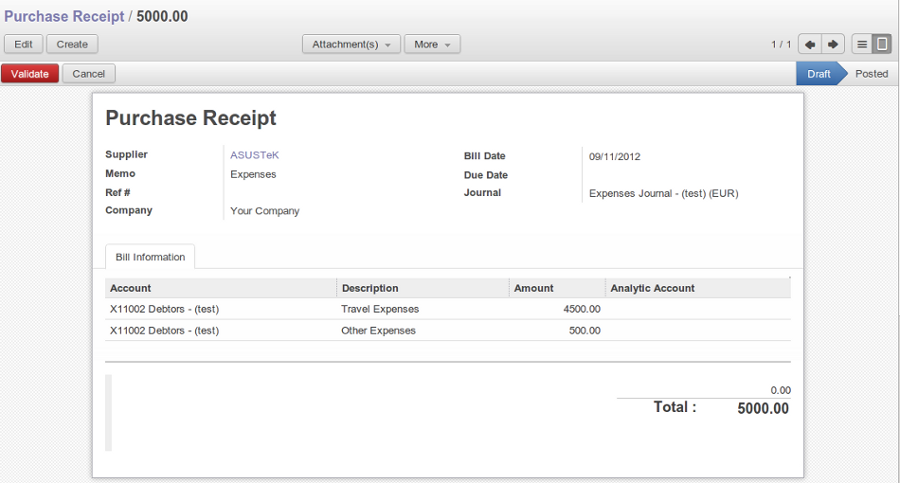 Purchase Receipt / 5000.00
Edit Create Attachment(s) More 1 / 1
Validate Cancel Draft Posted
Purchase Receipt
Supplier ASUSTeK Bill Date 09/11/2012
Memo Expenses Due Date
Ref # Journal Expenses Journal - (test) (EUR)
Company Your Company
Bill Information
Account Description Amount Analytic Account
X11002 Debtors - (test) Travel Expenses 4500.00
X11002 Debtors - (test) Other Expenses 500.00
0.00
Total : 5000.00